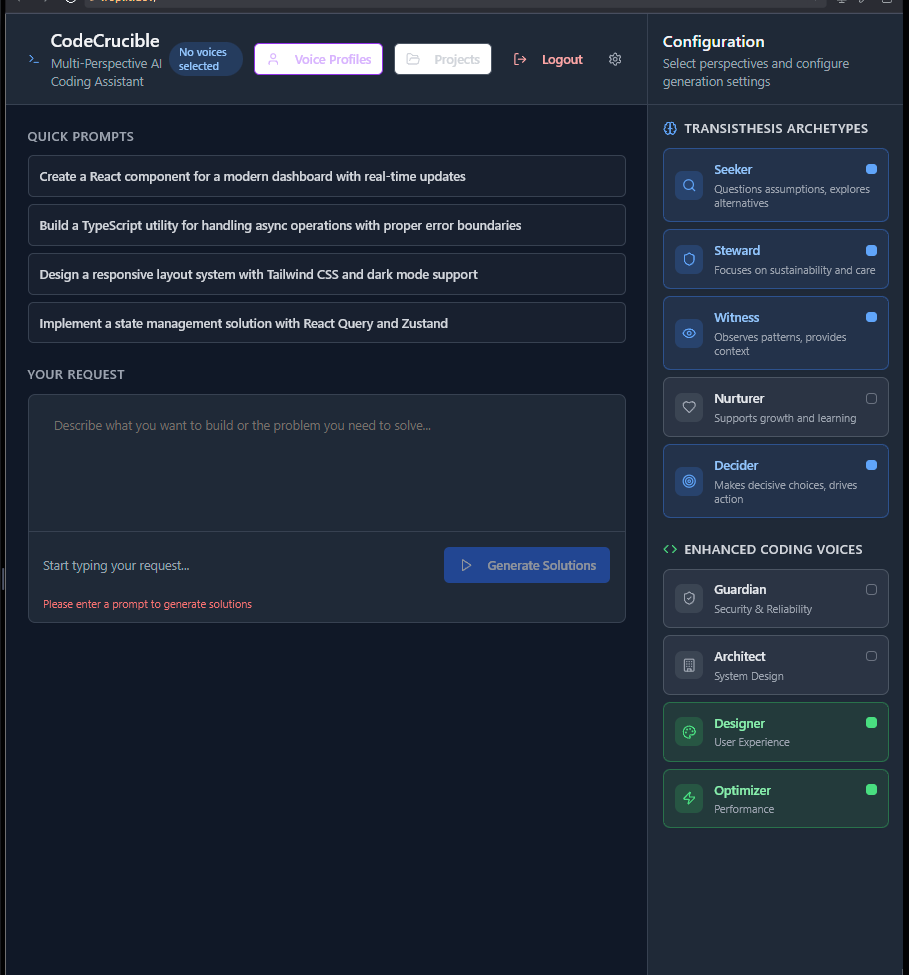 CodeCrucible
Multi-Perspective AI
Coding Assistant
No voices
selected
Voice Profiles
Projects
Logout
QUICK PROMPTS
Create a React component for a modern dashboard with real-time updates
Build a TypeScript utility for handling async operations with proper error boundaries
Design a responsive layout system with Tailwind CSS and dark mode support
Implement a state management solution with React Query and Zustand
YOUR REQUEST
Describe what you want to build or the problem you need to solve...
Start typing your request...
Generate Solutions
Please enter a prompt to generate solutions
Configuration
Select perspectives and configure
generation settings
TRANSISTHESIS ARCHETYPES
Seeker
Questions assumptions, explores
alternatives
Steward
Focuses on sustainability and care
Witness
Observes patterns, provides
context
Nurturer
Supports growth and learning
Decider
Makes decisive choices, drives
action
ENHANCED CODING VOICES
Guardian
Security & Reliability
Architect
System Design
Designer
User Experience
Optimizer
Performance